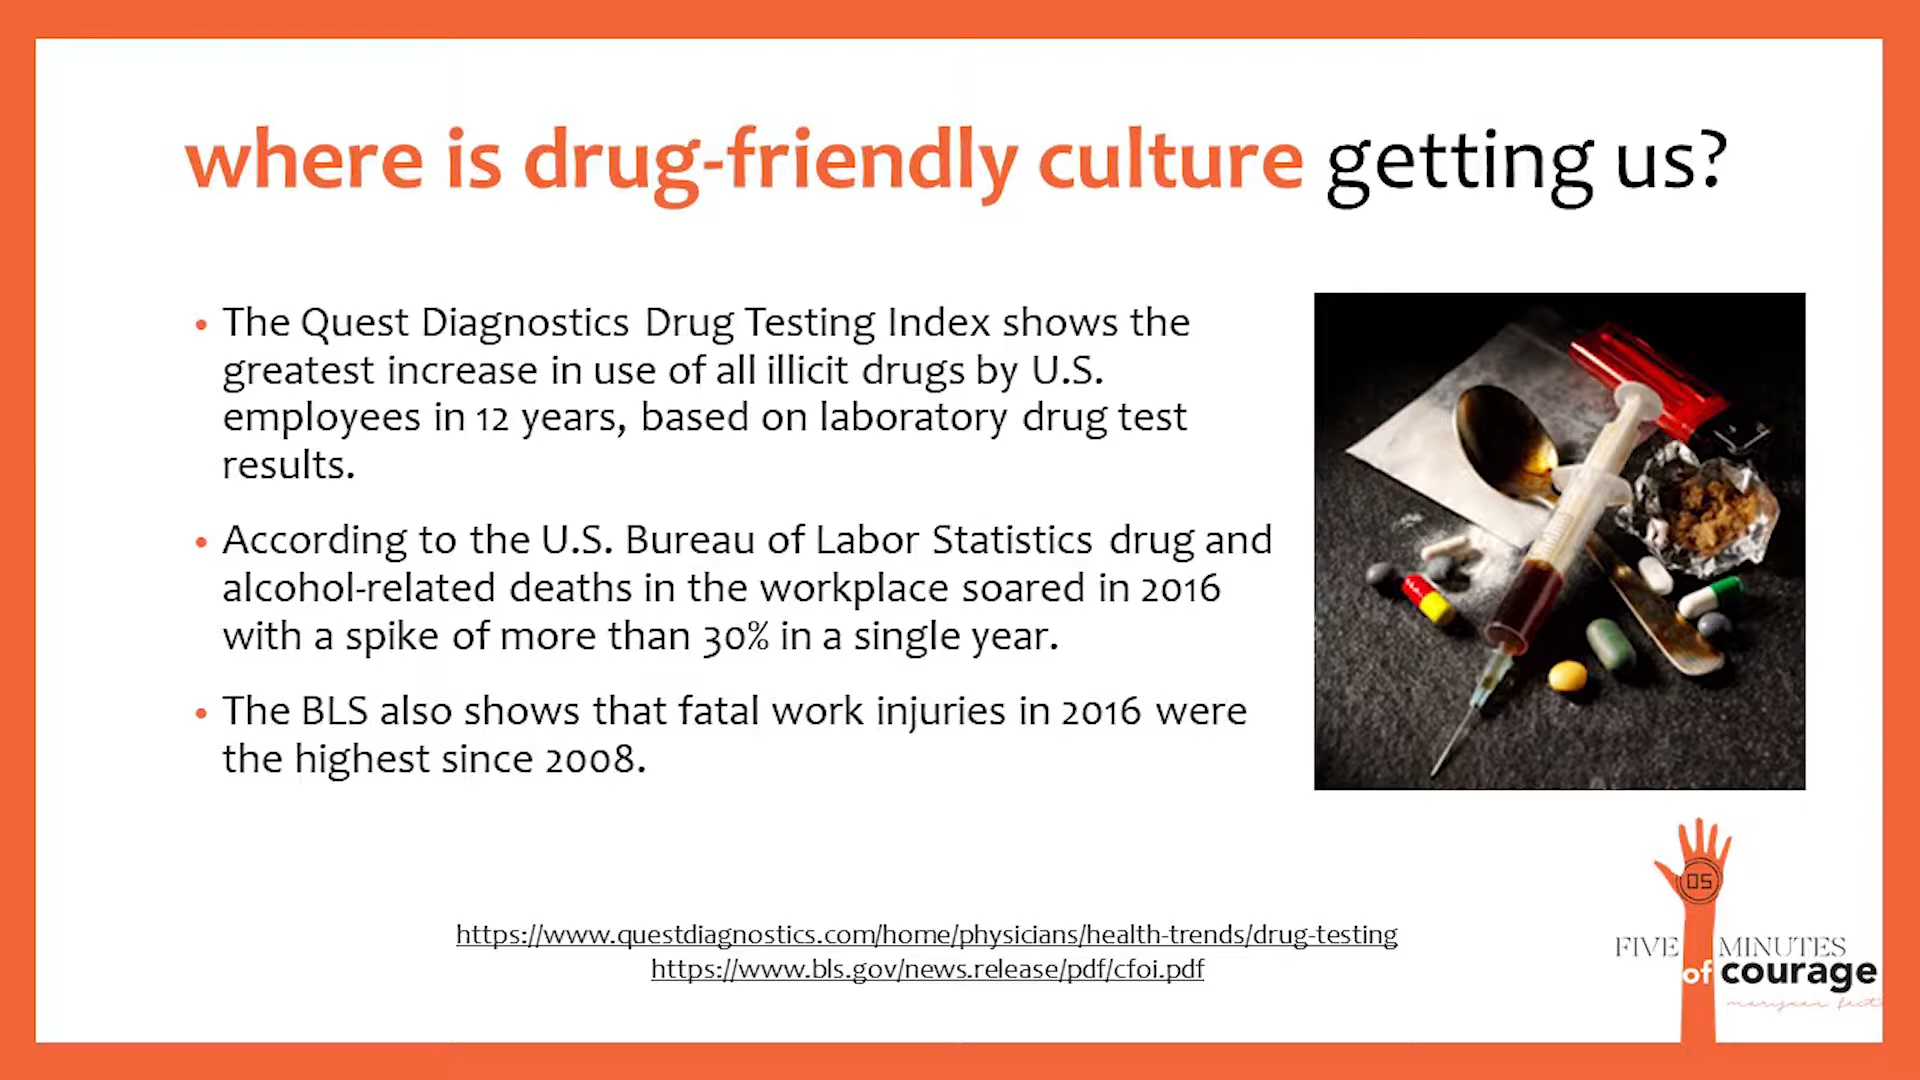 where is drug-friendly culture getting us?
• The Quest Diagnostics Drug Testing Index shows the
greatest increase in use of all illicit drugs by U.S.
employees in 12 years, based on laboratory drug test
results.
• According to the U.S. Bureau of Labor Statistics drug and
alcohol-related deaths in the workplace soared in 2016
with a spike of more than 30% in a single year.
• The BLS also shows that fatal work injuries in 2016 were
the highest since 2008.
https://www.questdiagnostics.com/home/physicians/health-trends/drug-testing
https://www.bls.gov/news.release/pdf/cfoi.pdf
05
FIVE MINUTES
of courage